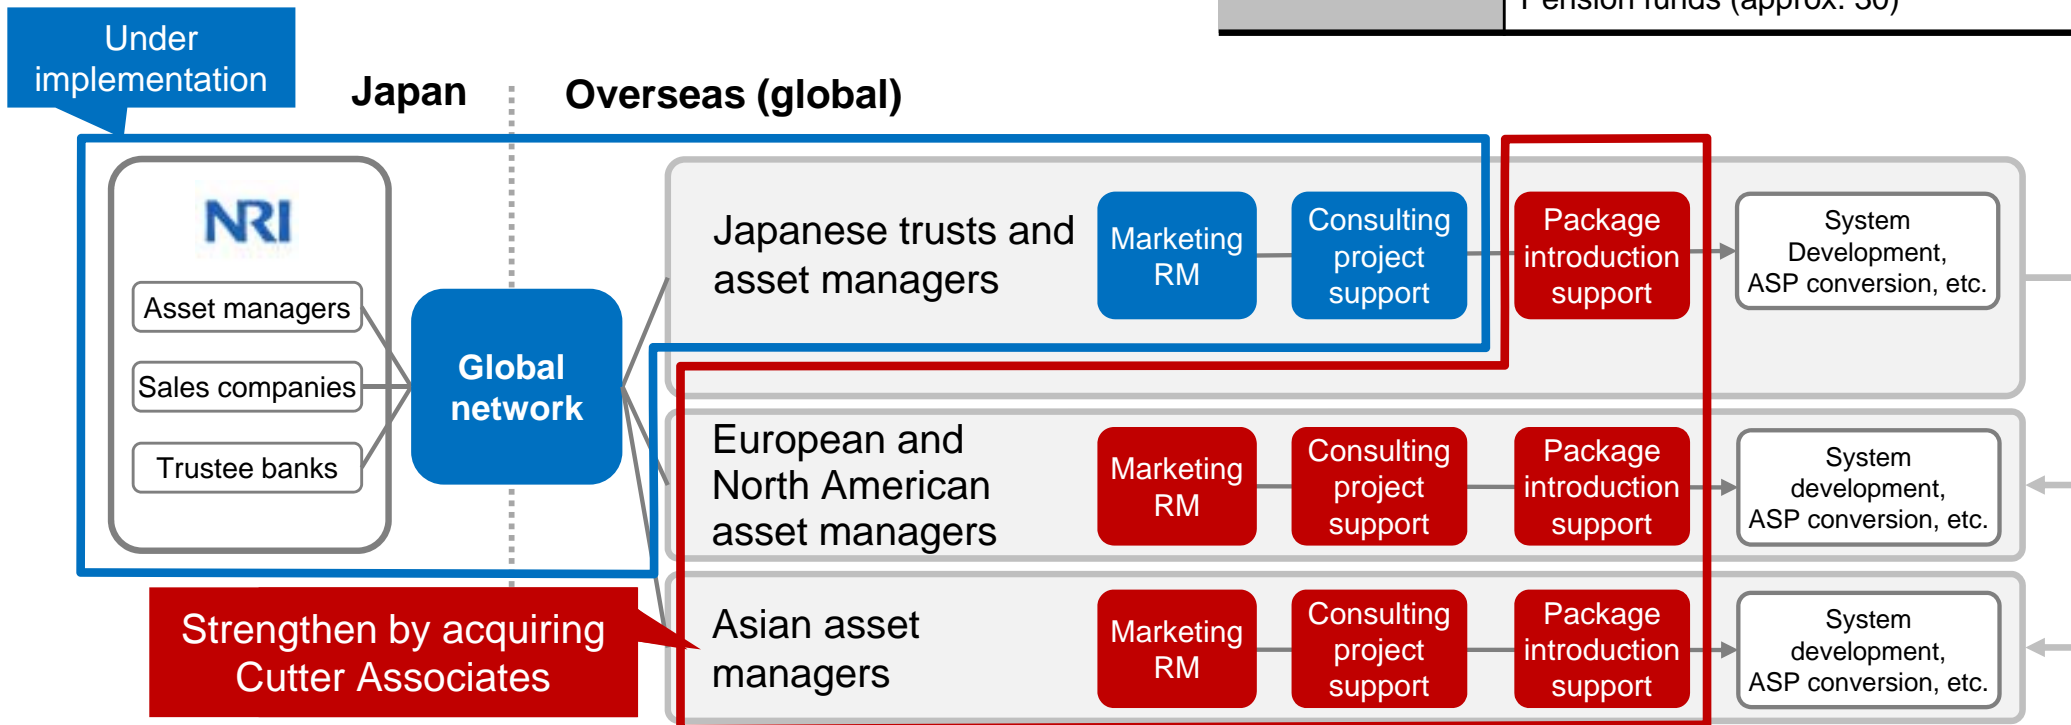 Pension funds (approx. 30)
Under
implementation
Japan
Overseas (global)
NRI
Asset managers
Sales companies
Trustee banks
Global
network
Japanese trusts and
asset managers
Marketing
RM
Consulting
project
support
Package
introduction
support
System
Development,
ASP conversion, etc.
European and
North American
asset managers
Marketing
RM
Consulting
project
support
Package
introduction
support
System
development,
ASP conversion, etc.
Strengthen by acquiring
Cutter Associates
Asian asset
managers
Marketing
RM
Consulting
project
support
Package
introduction
support
System
development,
ASP conversion, etc.